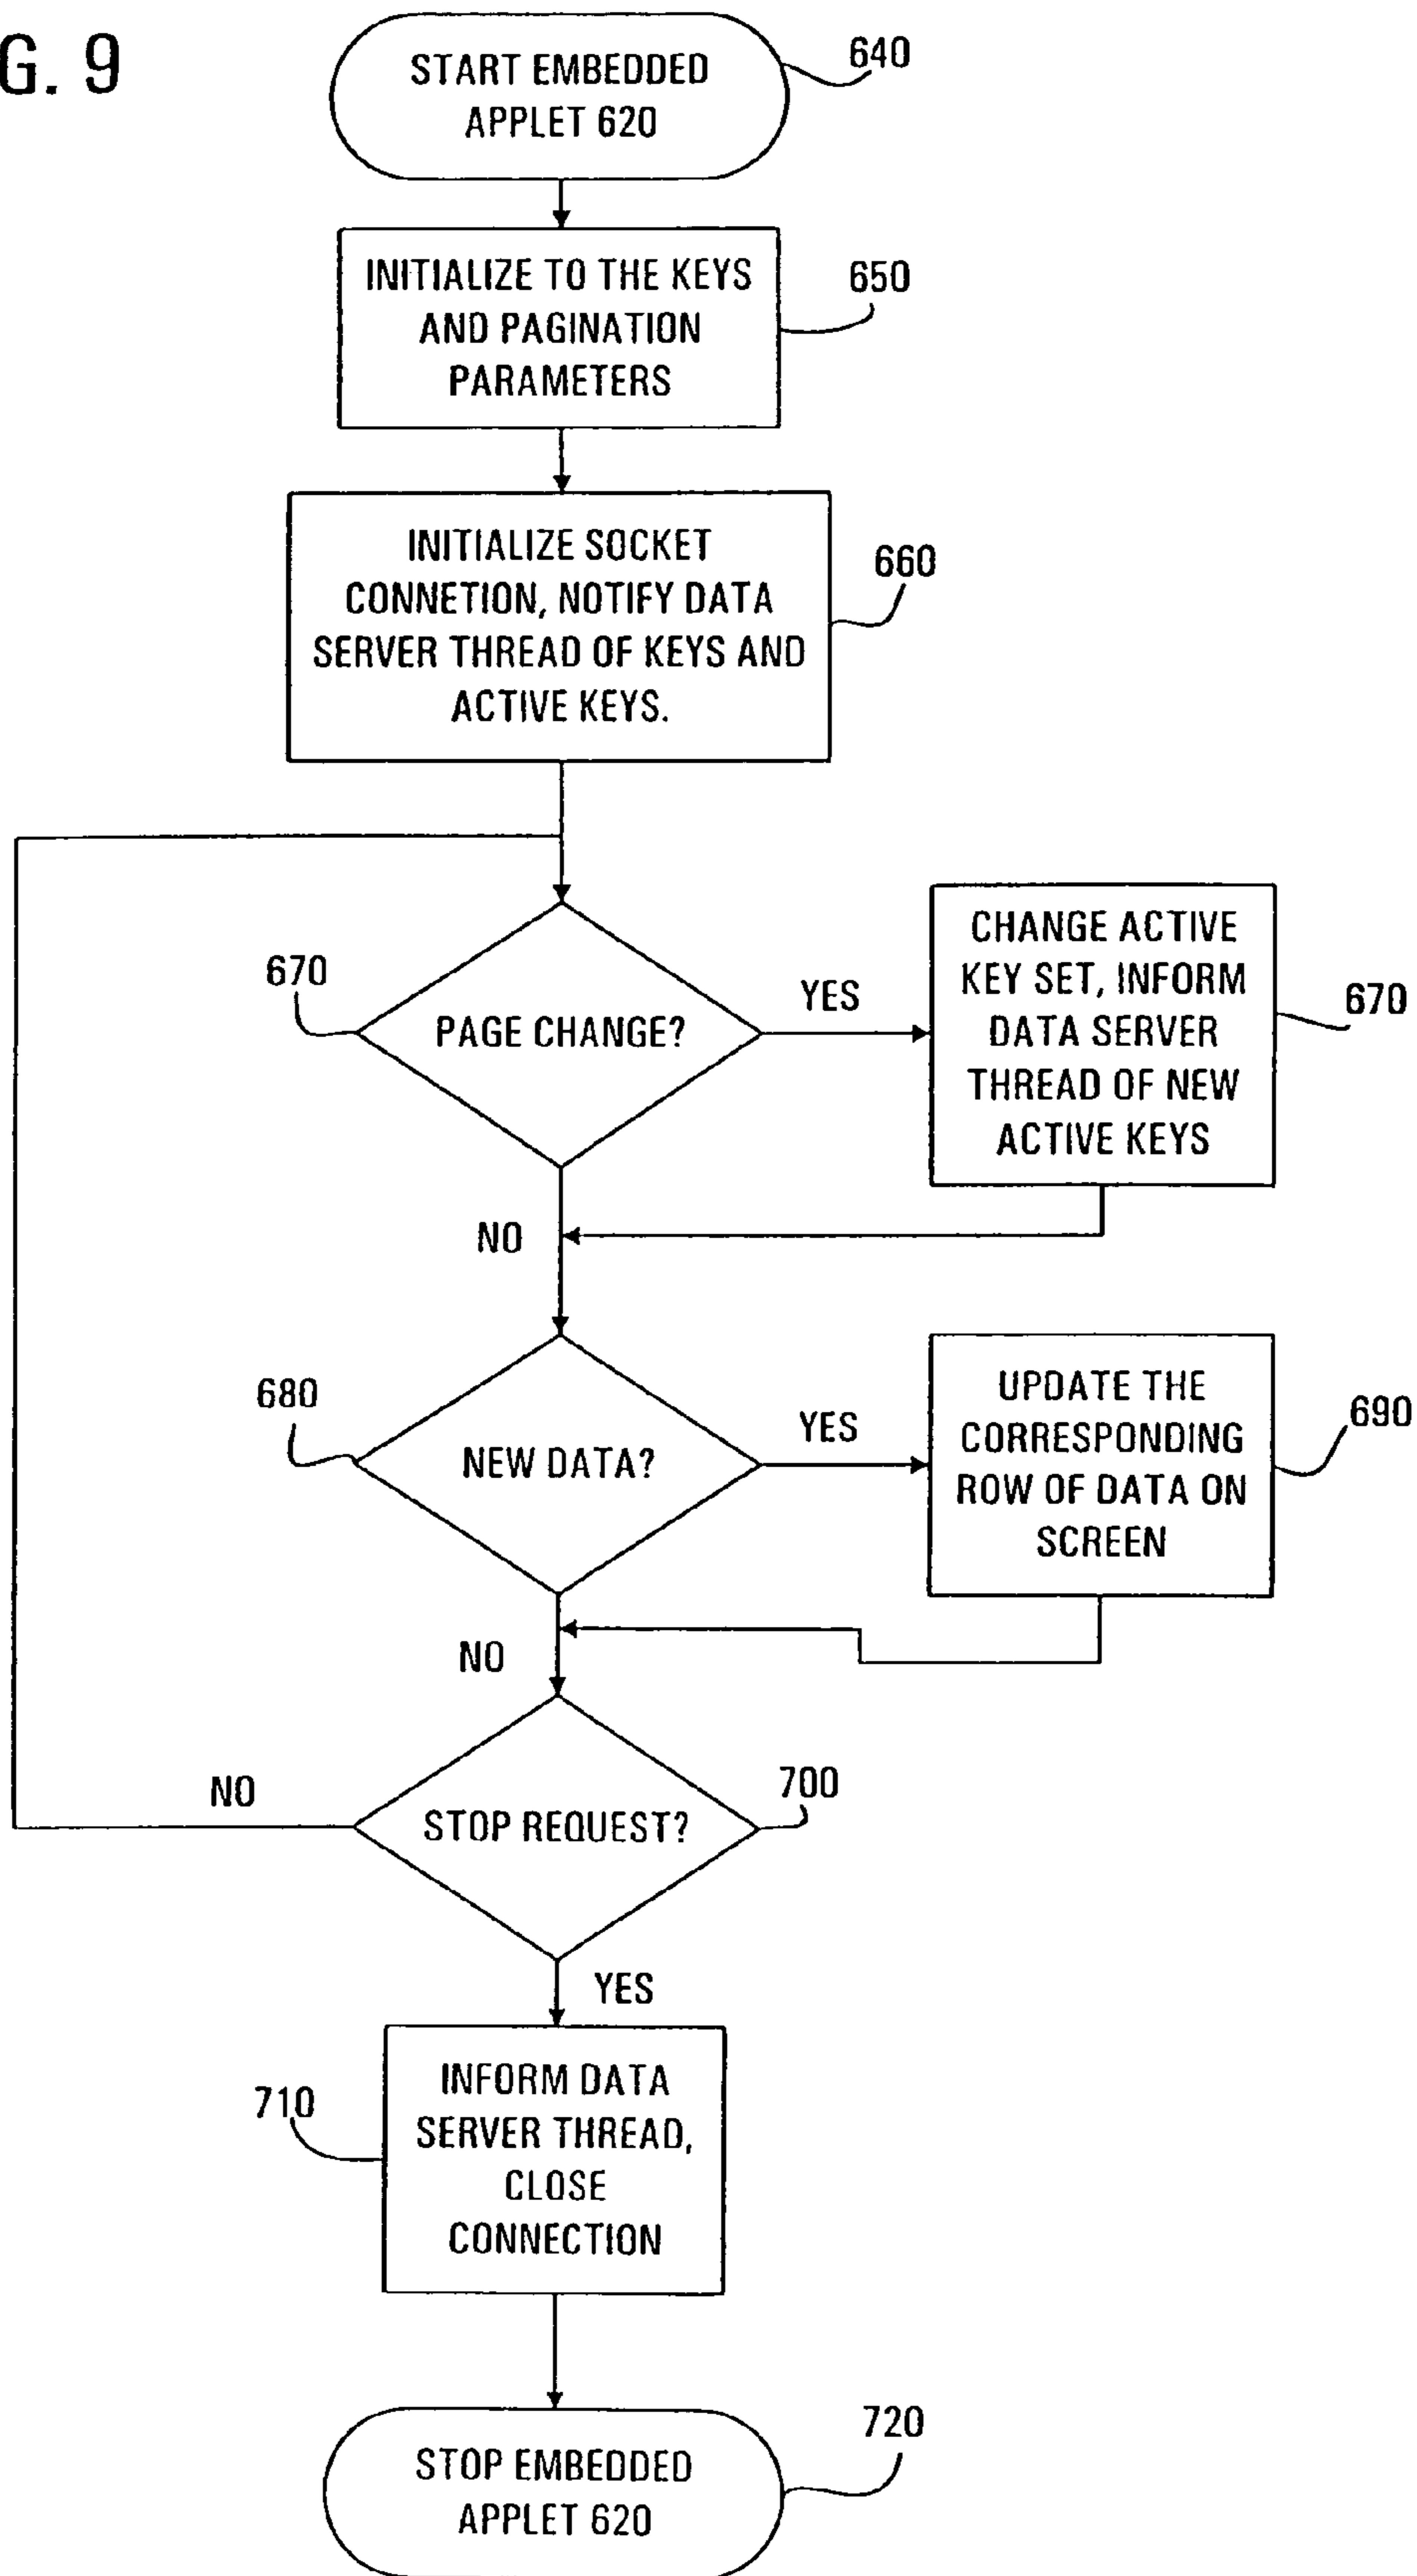 G. 9
START EMBEDDED
APPLET 620
640
INITIALIZE TO THE KEYS
AND PAGINATION
PARAMETERS
650
INITIALIZE SOCKET
CONNETION, NOTIFY DATA
SERVER THREAD OF KEYS AND
ACTIVE KEYS.
660
670
PAGE CHANGE?
YES
CHANGE ACTIVE
KEY SET, INFORM
DATA SERVER
THREAD OF NEW
ACTIVE KEYS
670
NO
680
NEW DATA?
YES
UPDATE THE
CORRESPONDING
ROW OF DATA ON
SCREEN
690
NO
NO
STOP REQUEST?
700
YES
710
INFORM DATA
SERVER THREAD,
CLOSE
CONNECTION
STOP EMBEDDED
APPLET 620
720